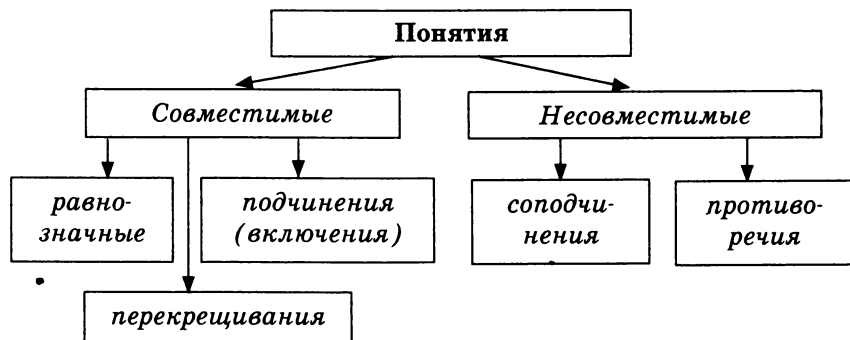 Понятия
Совместимые
Несовместимые
равно-
значные
подчинения
(включения)
соподчи-
нения
противо-
речия
перекрещивания